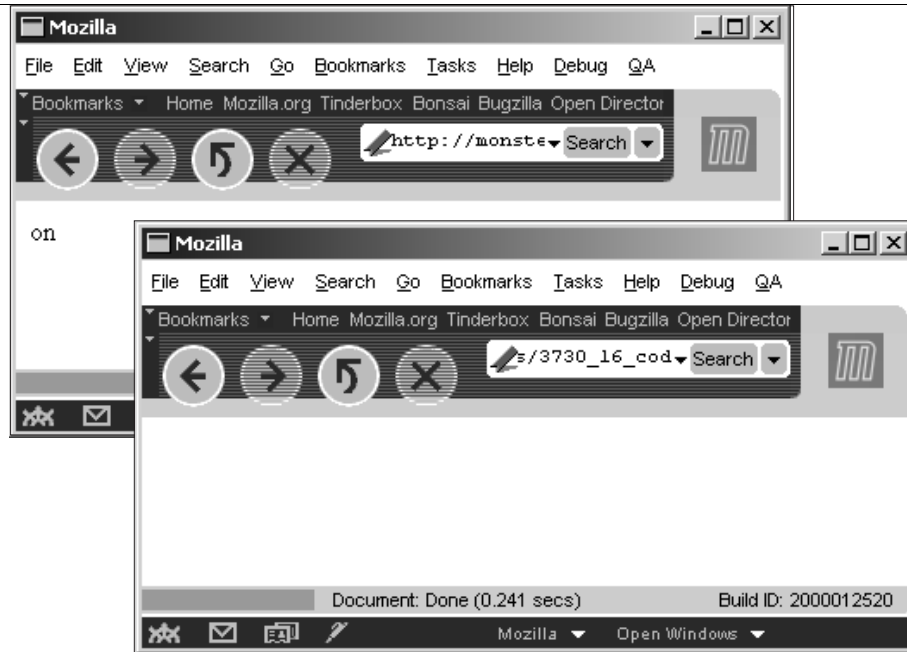 Mozilla
File Edit View Search Go Bookmarks Tasks Help Debug QA
Bookmarks Home Mozilla.org Tinderbox Bonsai Bugzilla Open Director
http://monste Search
on
Mozilla
File Edit View Search Go Bookmarks Tasks Help Debug QA
Bookmarks Home Mozilla.org Tinderbox Bonsai Bugzilla Open Director
s/3730_16_cod Search
Document: Done (0.241 secs) Build ID: 2000012520
Mozilla Open Windows